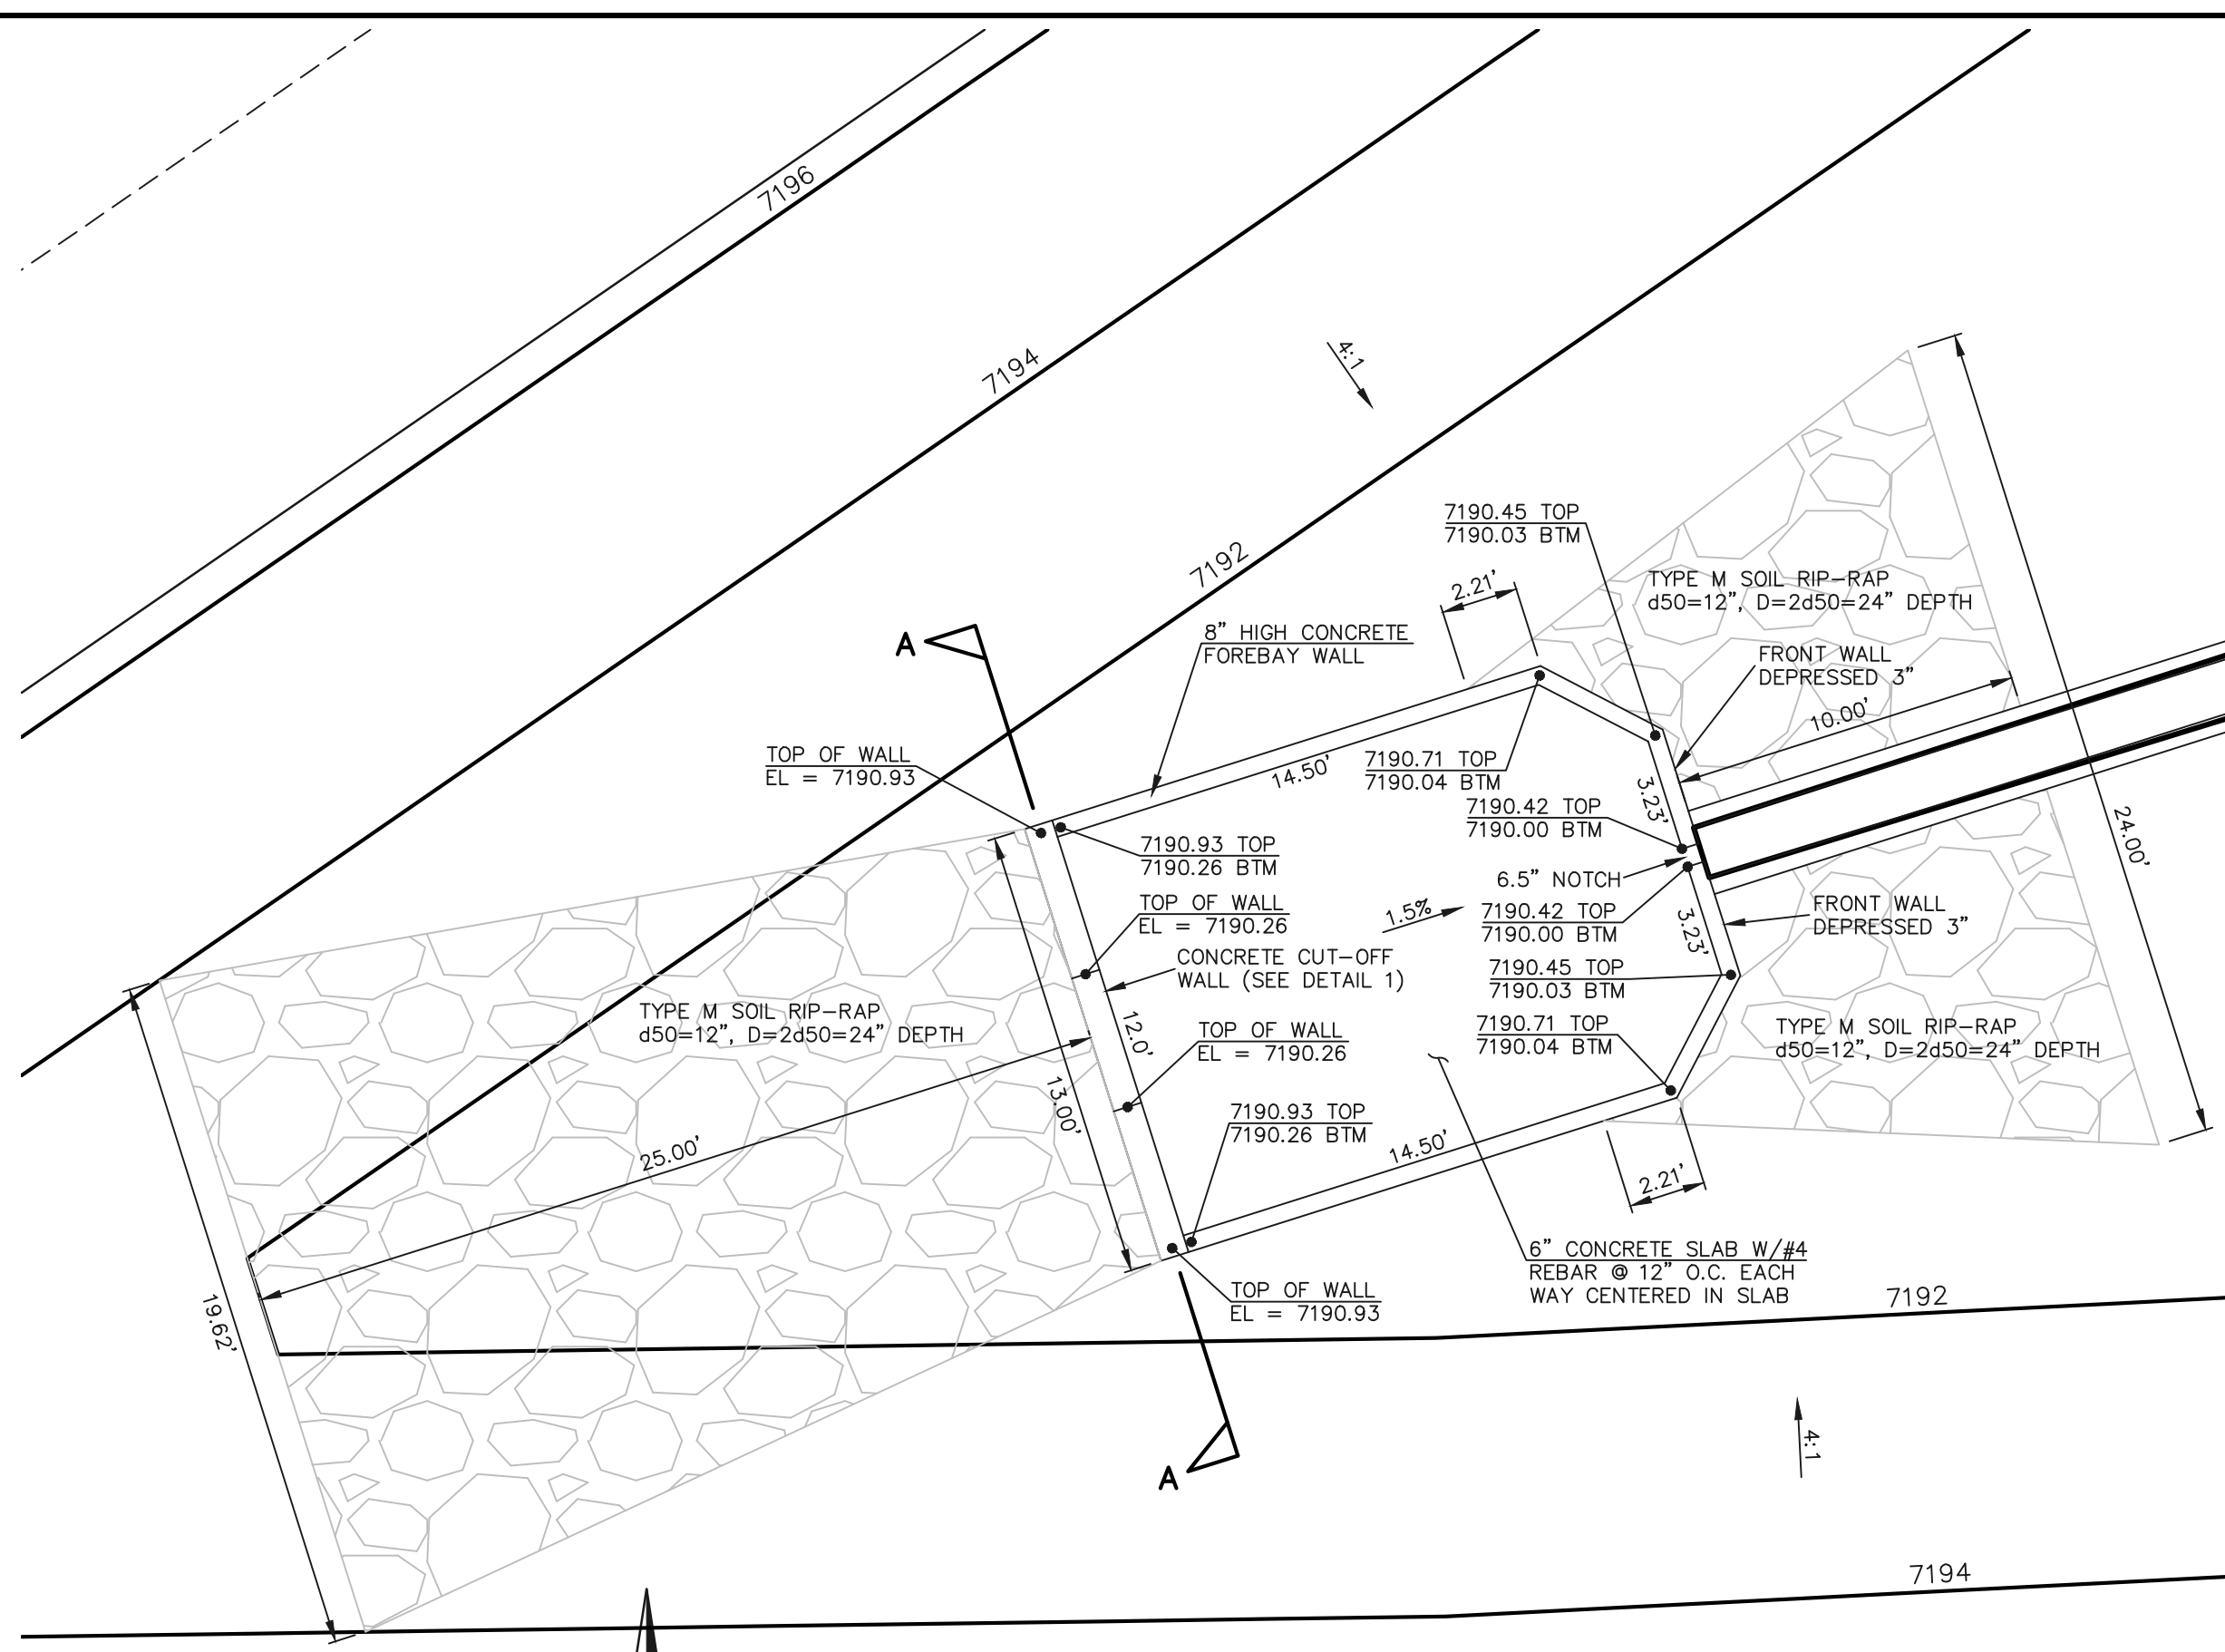 7196
7194
4:1
7190.45 TOP
7190.03 BTM
7192
2.21'
TYPE M SOIL RIP-RAP
d50=12", D=2d50=24" DEPTH
A
8" HIGH CONCRETE
FOREBAY WALL
FRONT WALL
DEPRESSED 3"
10.00'
TOP OF WALL
EL = 7190.93
14.50'
7190.71 TOP
7190.04 BTM
3.23'
7190.42 TOP
7190.00 BTM
24.00'
7190.93 TOP
7190.26 BTM
6.5" NOTCH
TOP OF WALL
EL = 7190.26
1.5%
7190.42 TOP
7190.00 BTM
3.23'
FRONT WALL
DEPRESSED 3"
CONCRETE CUT-OFF
WALL (SEE DETAIL 1)
7190.45 TOP
7190.03 BTM
TYPE M SOIL RIP-RAP
d50=12", D=2d50=24" DEPTH
12.0'
TOP OF WALL
EL = 7190.26
7190.71 TOP
7190.04 BTM
TYPE M SOIL RIP-RAP
d50=12", D=2d50=24" DEPTH
13.00'
7190.93 TOP
7190.26 BTM
25.00'
14.50'
2.21'
6" CONCRETE SLAB W/#4
REBAR @ 12" O.C. EACH
WAY CENTERED IN SLAB
TOP OF WALL
EL = 7190.93
7192
19.62'
A
4:1
7194